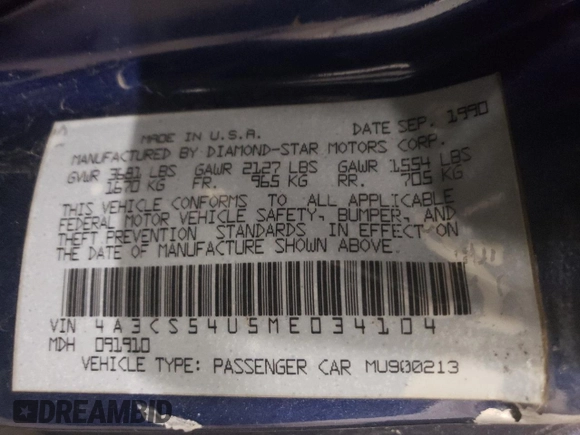 MADE IN U.S.A. DATE SEP. 1990
MANUFACTURED BY DIAMOND-STAR MOTORS CORP.
GVWR 3681 LBS GAWR 2127 LBS GAWR 1554 LBS
1670 KG FR. 965 KG RR. 705 KG
THIS VEHICLE CONFORMS TO ALL APPLICABLE
FEDERAL MOTOR VEHICLE SAFETY, BUMPER, AND
THEFT PREVENTION STANDARDS IN EFFECT ON
THE DATE OF MANUFACTURE SHOWN ABOVE.
VIN 4A3CS54U5ME034104
MDH 091910
VEHICLE TYPE: PASSENGER CAR MU900213
DREAMBID